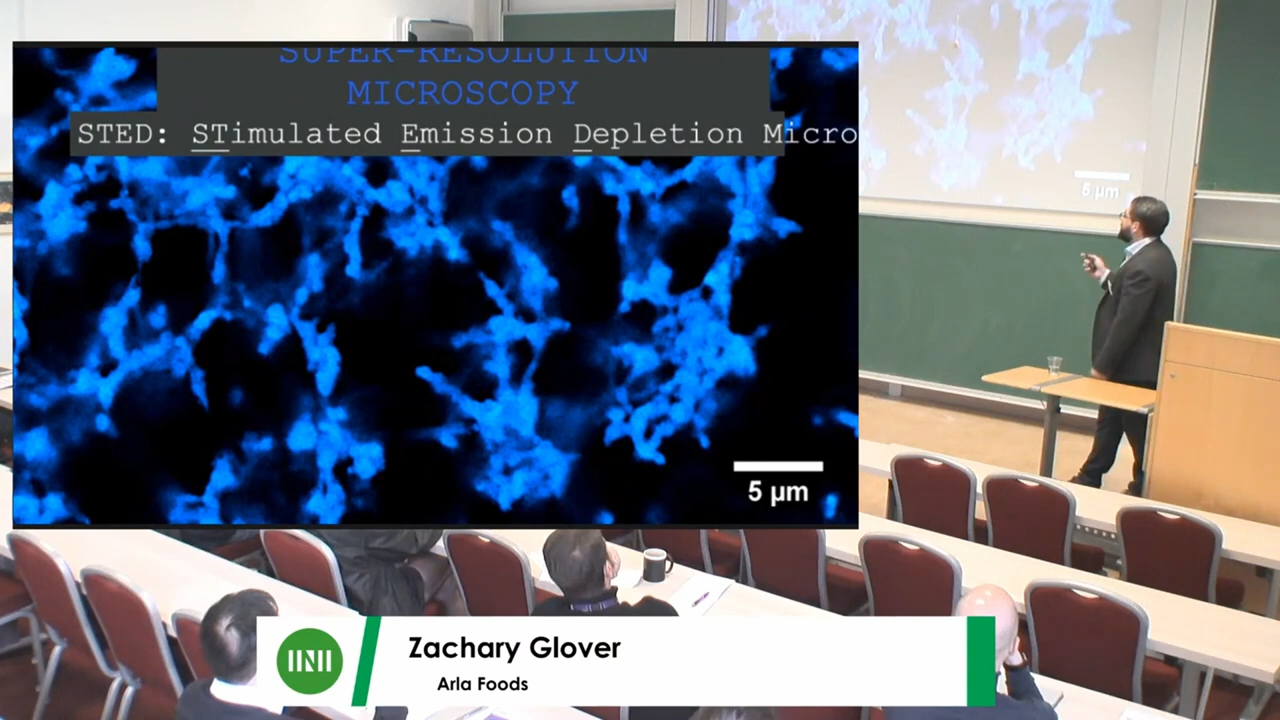 SUPER-RESOLUTION
MICROSCOPY
STED: STimulated Emission Depletion Micro
5 µm
5 µm
Zachary Glover
Arla Foods